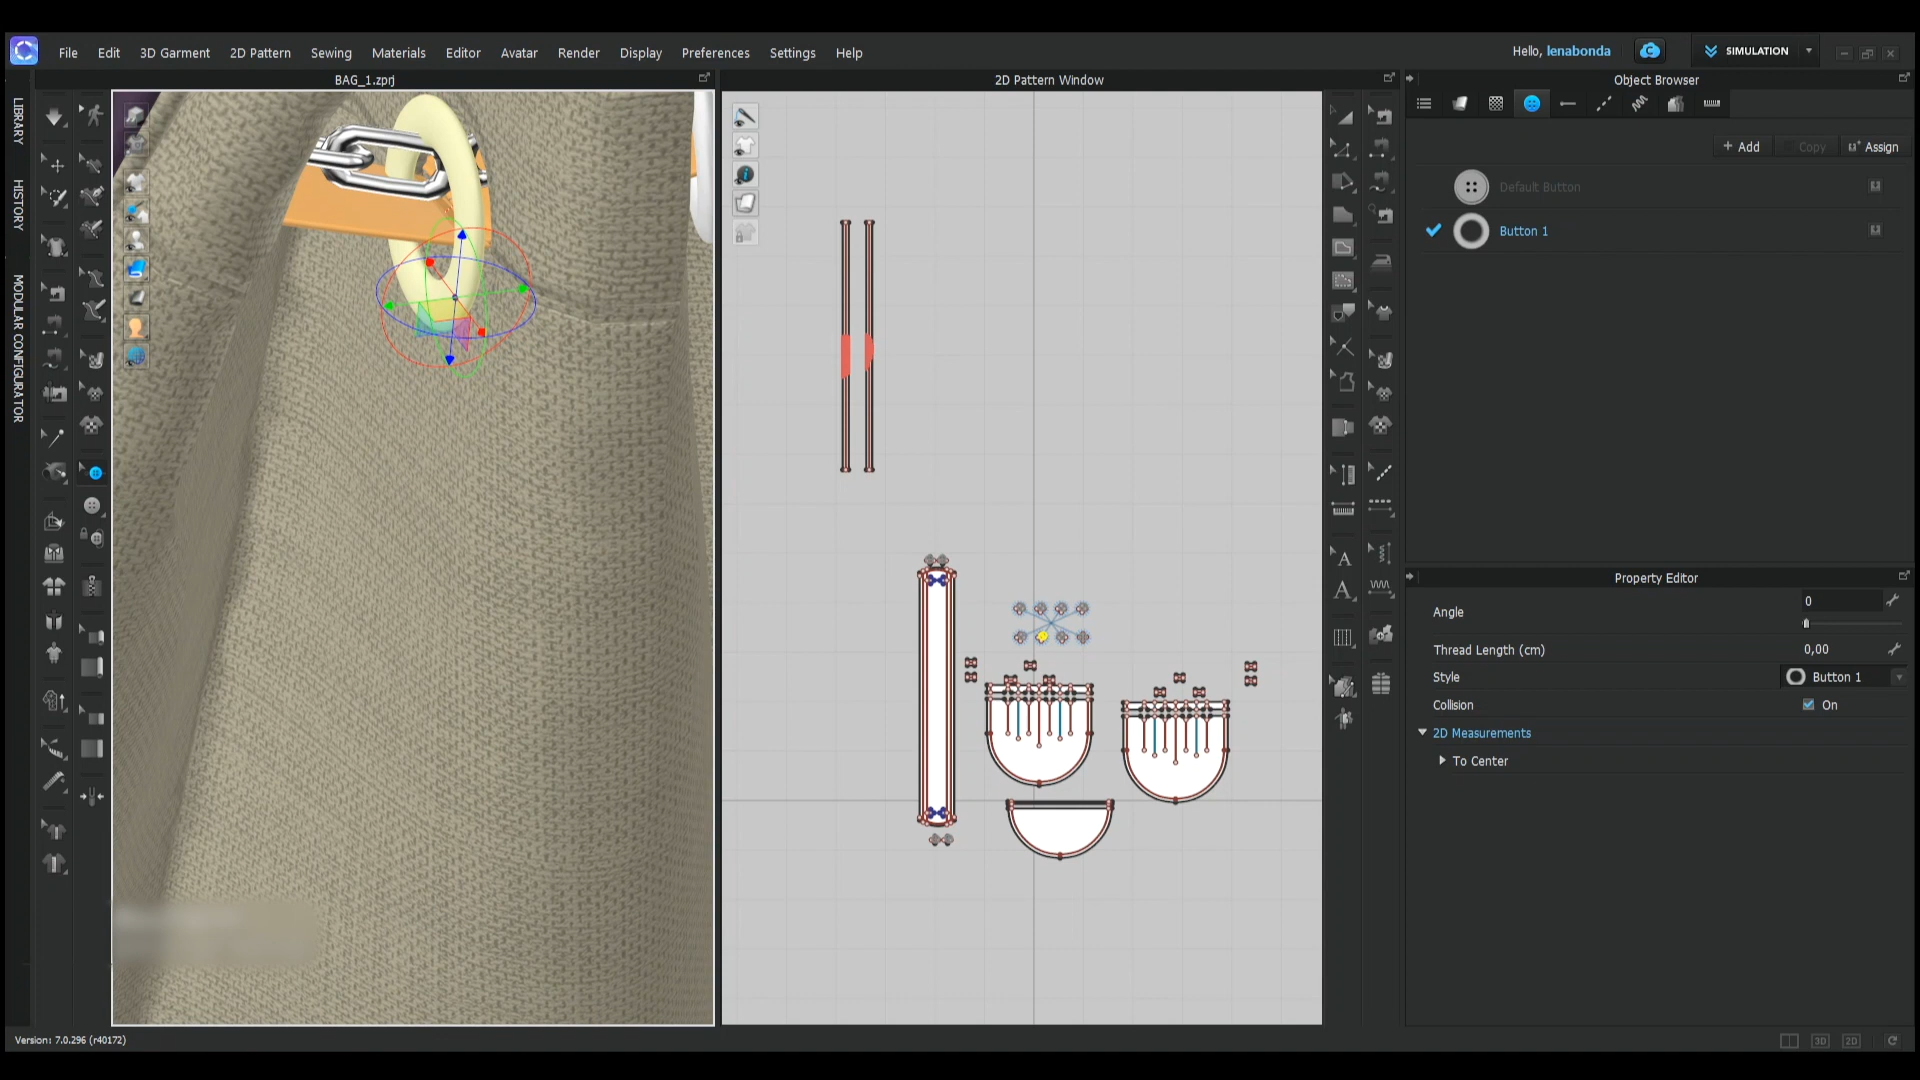 File Edit 3D Garment 2D Pattern Sewing Materials Editor Avatar Render Display Preferences Settings Help
Hello, lenabonda
SIMULATION
BAG_1.zprj
2D Pattern Window
Object Browser
LIBRARY
HISTORY
MODULAR CONFIGURATOR
+ Add
Copy
Assign
Default Button
Button 1
Property Editor
Angle
0
Thread Length (cm)
0,00
Style
Button 1
Collision
On
2D Measurements
To Center
A
A
Version: 7.0.296 (r40172)
3D
2D